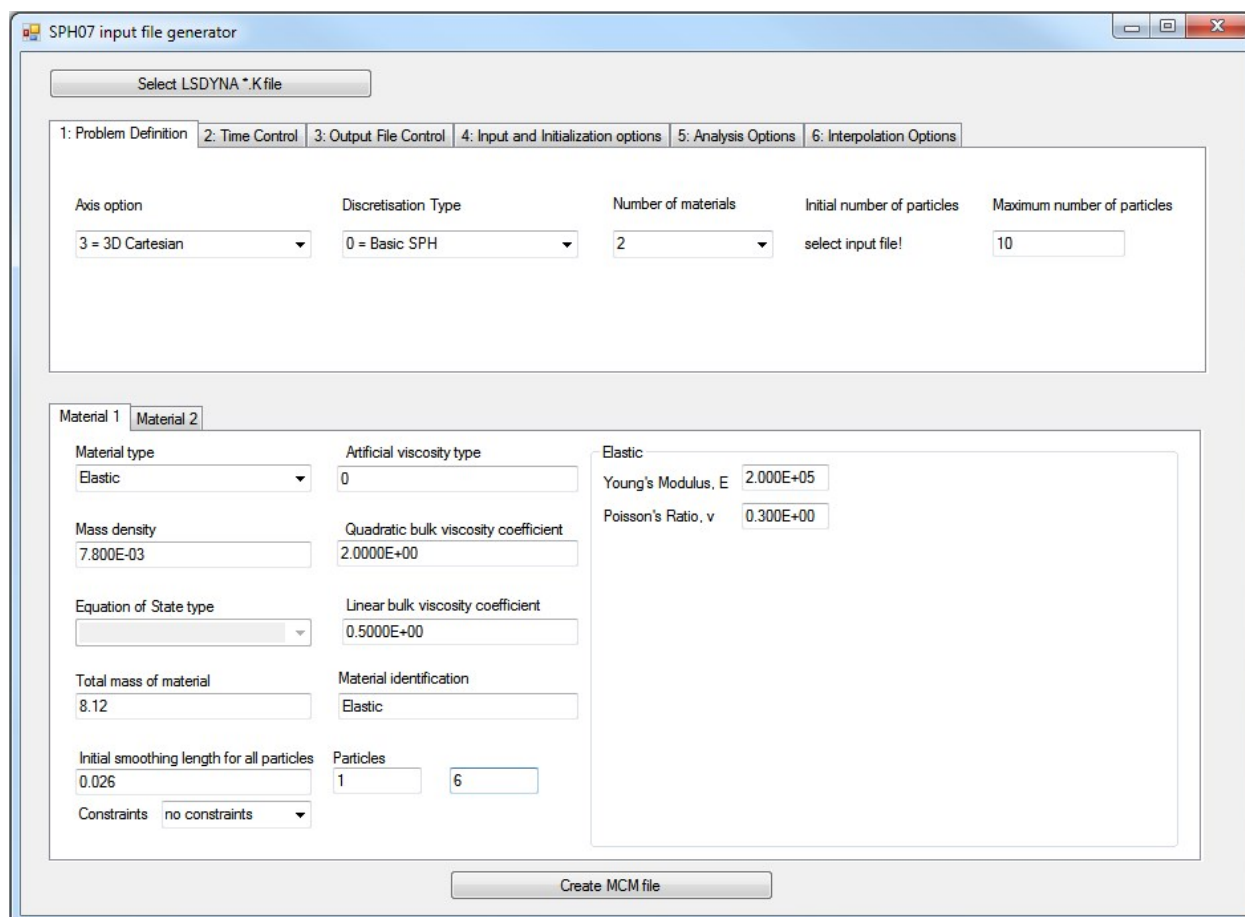 SPH07 input file generator
Select LSDYNA *.K file
1: Problem Definition 2: Time Control 3: Output File Control 4: Input and Initialization options 5: Analysis Options 6: Interpolation Options
Axis option Discretisation Type Number of materials Initial number of particles Maximum number of particles
3 = 3D Cartesian 0 = Basic SPH 2 select input file! 10
Material 1 Material 2
Material type Artificial viscosity type Elastic
Elastic 0 Young's Modulus, E 2.000E+05
Poisson's Ratio, v 0.300E+00
Mass density Quadratic bulk viscosity coefficient
7.800E-03 2.0000E+00
Equation of State type Linear bulk viscosity coefficient
0.5000E+00
Total mass of material Material identification
8.12 Elastic
Initial smoothing length for all particles Particles
0.026 1 6
Constraints no constraints
Create MCM file